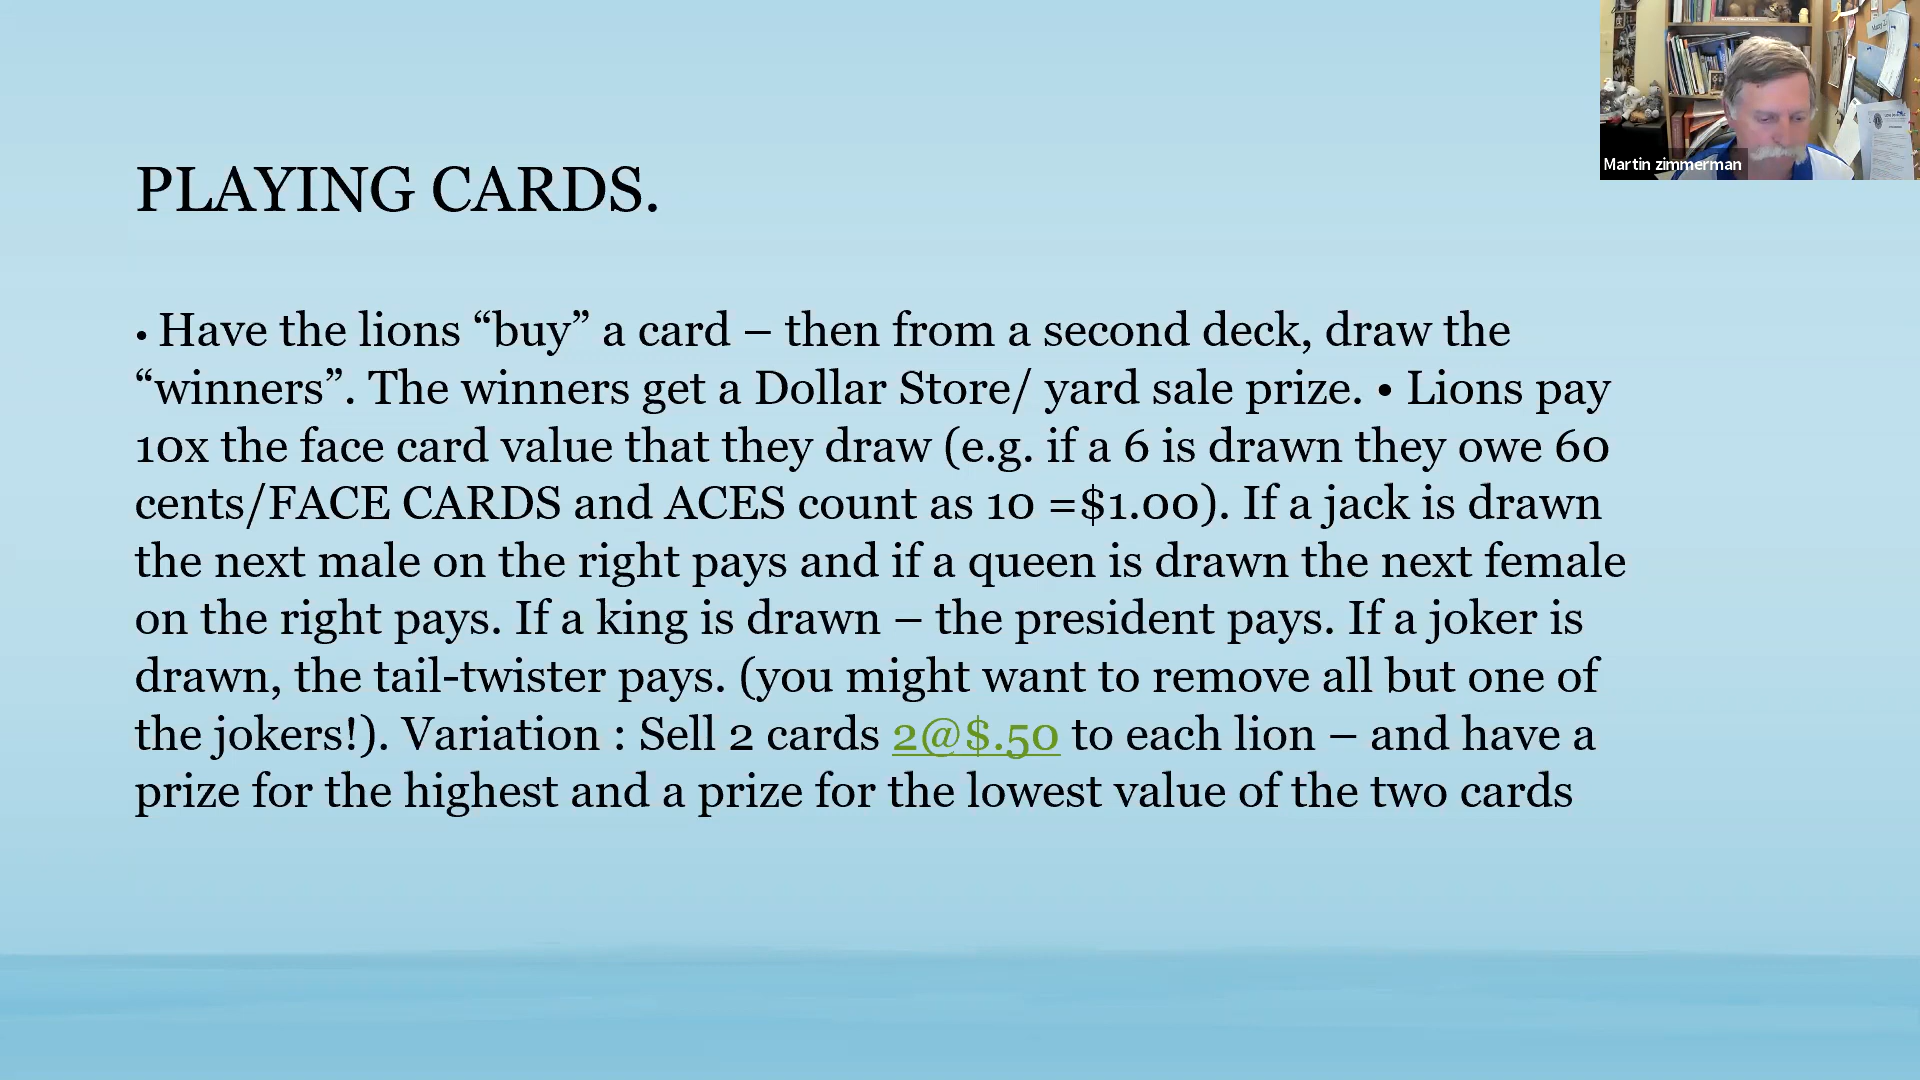 PLAYING CARDS.
• Have the lions “buy” a card – then from a second deck, draw the
“winners”. The winners get a Dollar Store/ yard sale prize. • Lions pay
10x the face card value that they draw (e.g. if a 6 is drawn they owe 60
cents/FACE CARDS and ACES count as 10 =$1.00). If a jack is drawn
the next male on the right pays and if a queen is drawn the next female
on the right pays. If a king is drawn – the president pays. If a joker is
drawn, the tail-twister pays. (you might want to remove all but one of
the jokers!). Variation : Sell 2 cards 2@$.50 to each lion – and have a
prize for the highest and a prize for the lowest value of the two cards
Martin zimmerman